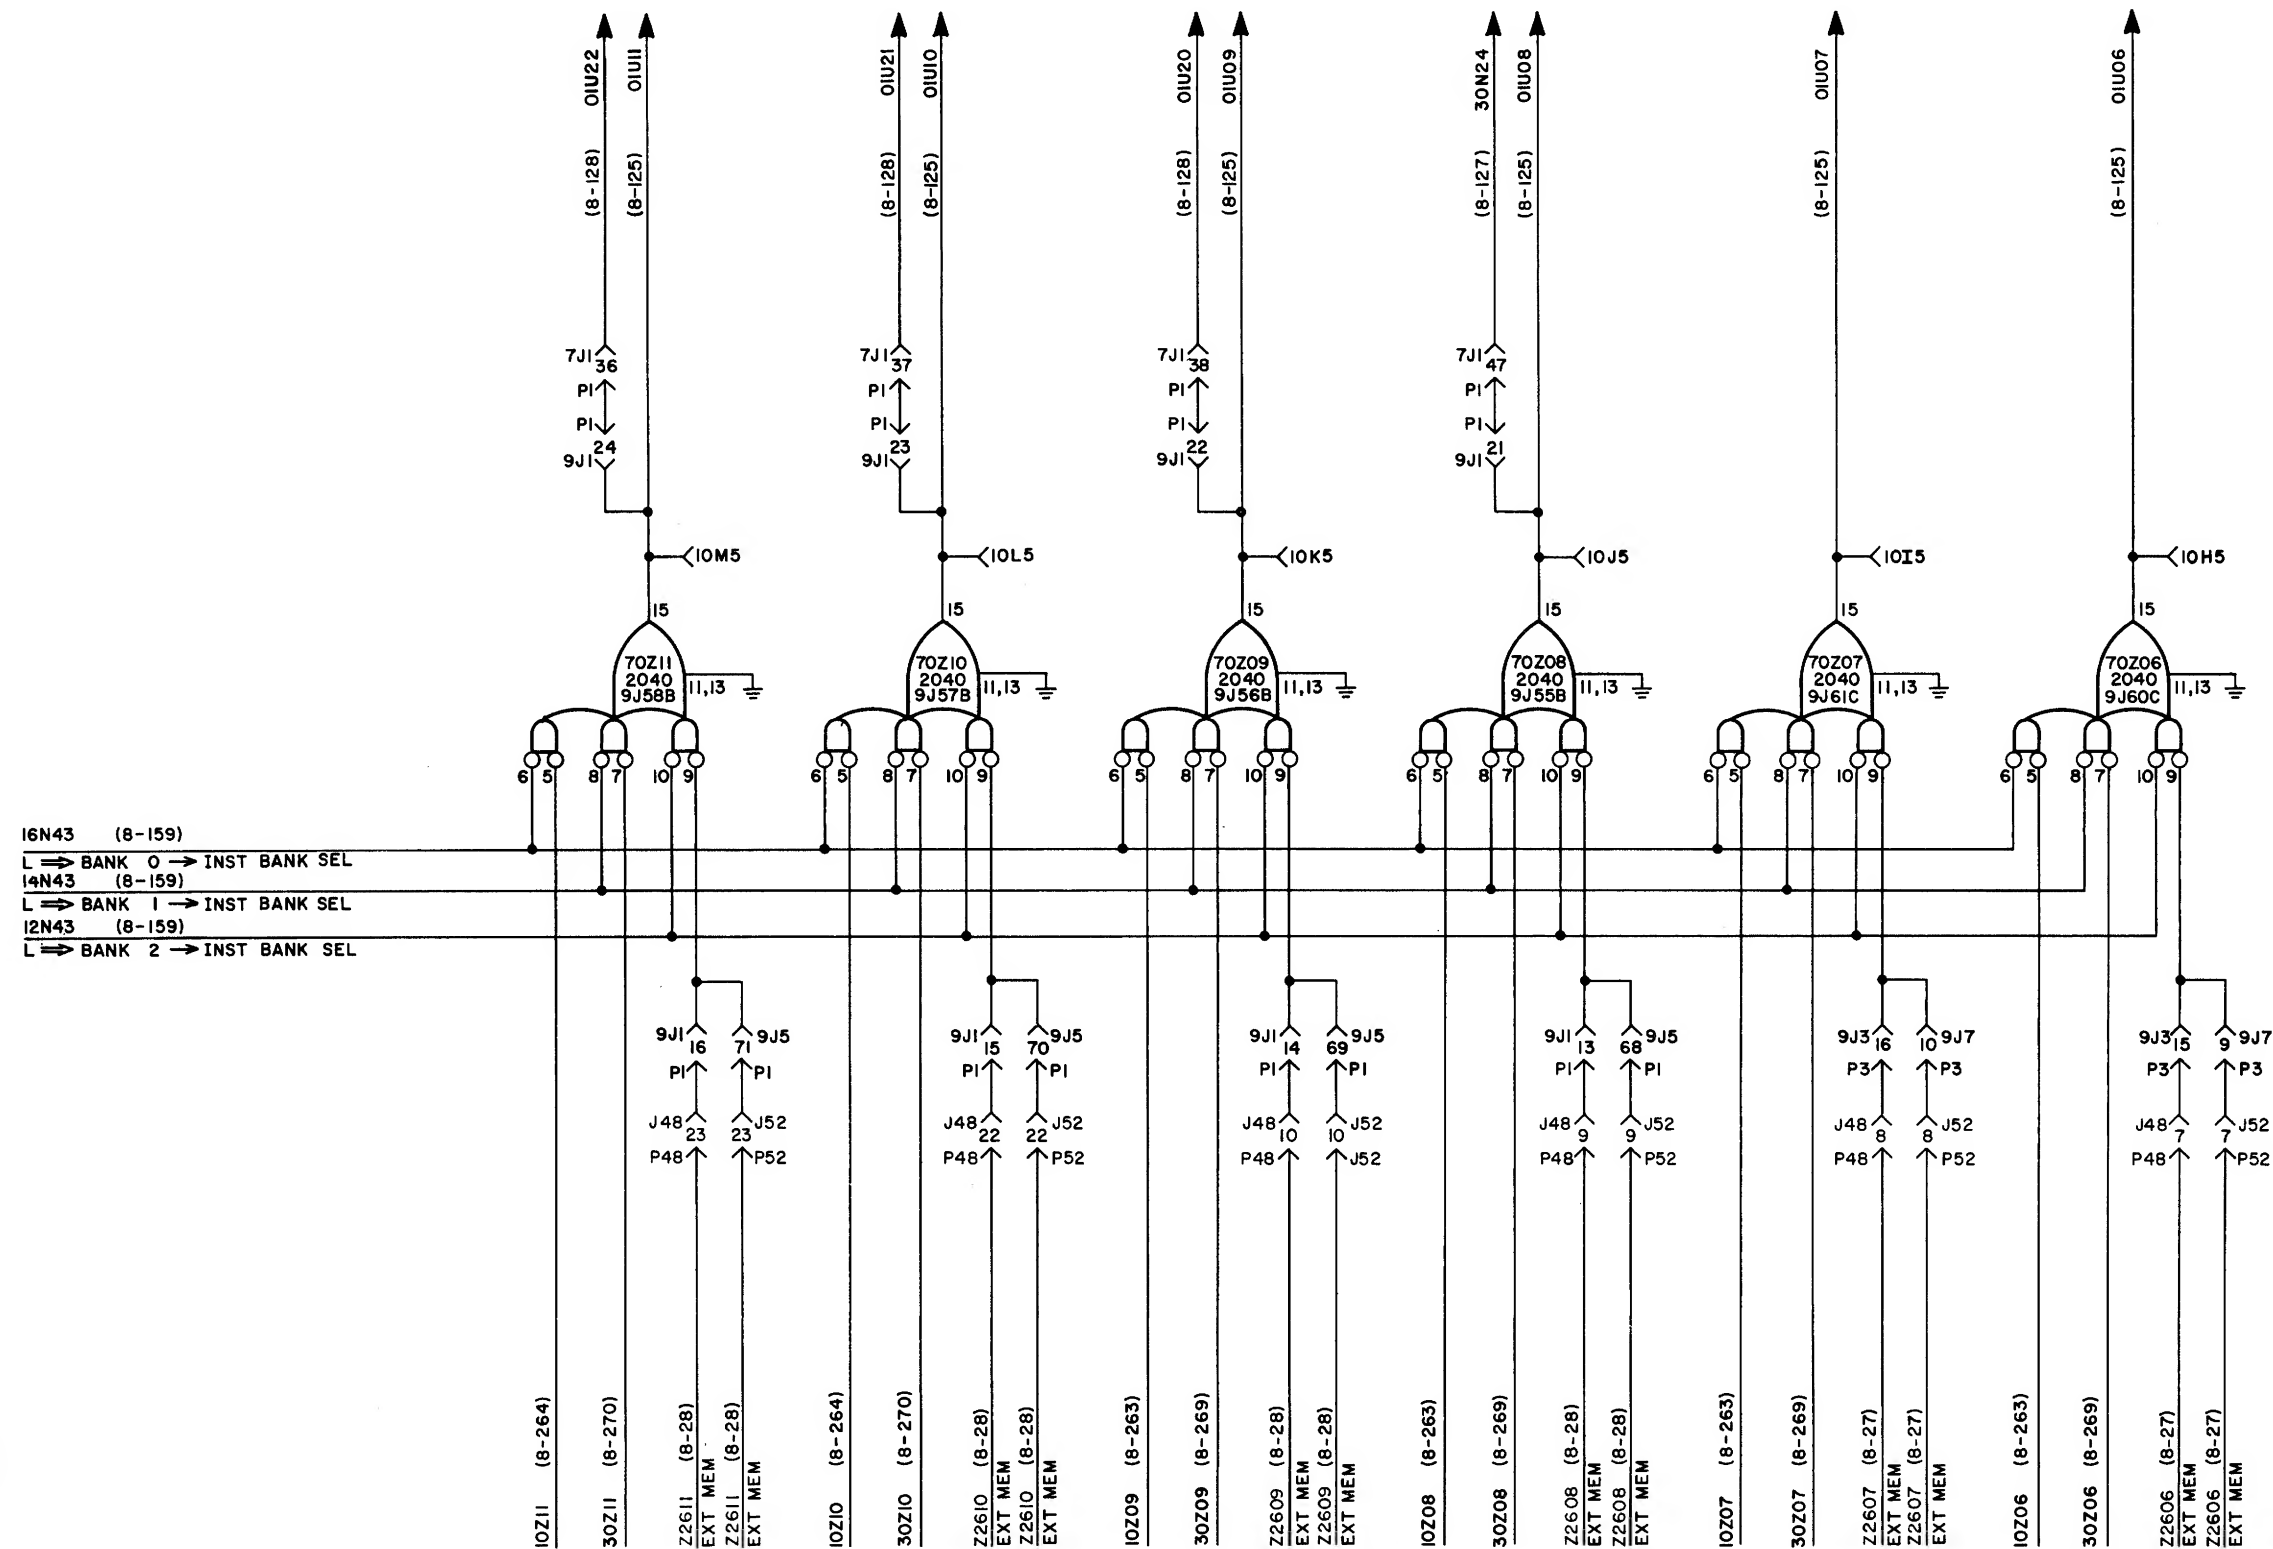 01U22 01U11 01U21 01U10 01U20 01U09 30N24 01U08 01U07 01U06
(8-128) (8-125) (8-128) (8-125) (8-128) (8-125) (8-127) (8-125) (8-125) (8-125)
7J1 7J1 7J1 7J1
36 37 38 47
P1 P1 P1 P1
P1 P1 P1 P1
24 23 22 21
9J1 9J1 9J1 9J1
10M5 10L5 10K5 10J5 10I5 10H5
15 15 15 15 15 15
70Z11 70Z10 70Z09 70Z08 70Z07 70Z06
2040 2040 2040 2040 2040 2040
11,13 11,13 11,13 11,13 11,13 11,13
9J58B 9J57B 9J56B 9J55B 9J61C 9J60C
6 5 8 7 10 9 6 5 8 7 10 9 6 5 8 7 10 9 6 5 8 7 10 9 6 5 8 7 10 9 6 5 8 7 10 9
16N43 (8-159)
L ⟹ BANK 0 → INST BANK SEL
14N43 (8-159)
L ⟹ BANK 1 → INST BANK SEL
12N43 (8-159)
L ⟹ BANK 2 → INST BANK SEL
9J1 9J5 9J1 9J5 9J1 9J5 9J1 9J5 9J3 9J7 9J3 9J7
16 71 15 70 14 69 13 68 16 10 15 9
P1 P1 P1 P1 P1 P1 P1 P1 P3 P3 P3 P3
J48 J52 J48 J52 J48 J52 J48 J52 J48 J52 J48 J52
23 23 22 22 10 10 9 9 8 8 7 7
P48 P52 P48 P52 P48 J52 P48 P52 P48 P52 P48 P52
10Z11 (8-264)
30Z11 (8-270)
Z2611 (8-28)
EXT MEM
Z2611 (8-28)
EXT MEM
10Z10 (8-264)
30Z10 (8-270)
Z2610 (8-28)
EXT MEM
Z2610 (8-28)
EXT MEM
10Z09 (8-263)
30Z09 (8-269)
Z2609 (8-28)
EXT MEM
Z2609 (8-28)
EXT MEM
10Z08 (8-263)
30Z08 (8-269)
Z2608 (8-28)
EXT MEM
Z2608 (8-28)
EXT MEM
10Z07 (8-263)
30Z07 (8-269)
Z2607 (8-27)
EXT MEM
Z2607 (8-27)
EXT MEM
10Z06 (8-263)
30Z06 (8-269)
Z2606 (8-27)
EXT MEM
Z2606 (8-27)
EXT MEM